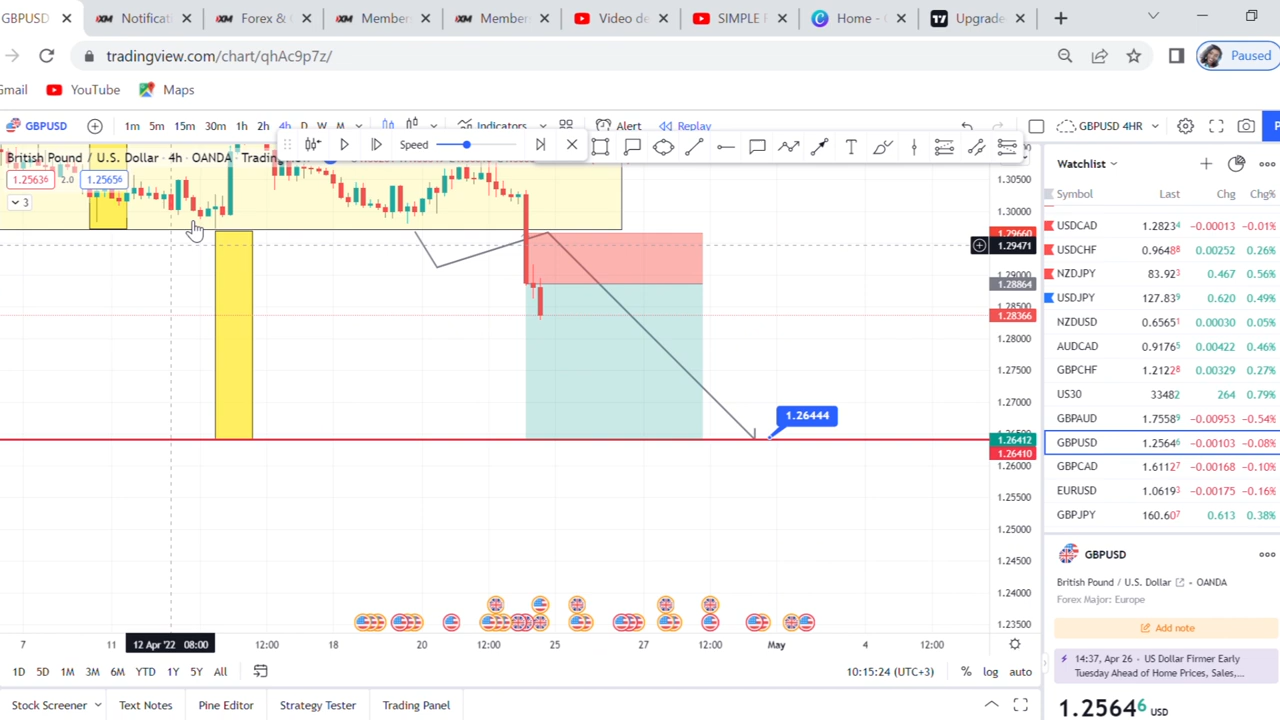 GBPUSD
Notificati
Forex &
Member
Member
Video de
SIMPLE
Home -
Upgrade
tradingview.com/chart/qhAc9p7z/
Paused
Gmail
YouTube
Maps
GBPUSD 1m 5m 15m 30m 1h 2h 4h D W M Indicators Alert Replay GBPUSD 4HR
Speed
British Pound / U.S. Dollar · 4h · OANDA · Trading
1.25636 2.0 1.25656
3
1.30500
1.30000
1.29660
1.29471
1.29000
1.28864
1.28500
1.28366
1.28000
1.27500
1.27000
1.26444
1.26412
1.26410
1.26000
1.25500
1.25000
1.24500
1.24000
1.23500
7 11 12 Apr '22 08:00 12:00 18 20 12:00 25 27 12:00 May 4 12:00
1D 5D 1M 3M 6M YTD 1Y 5Y All
10:15:24 (UTC+3) % log auto
Stock Screener Text Notes Pine Editor Strategy Tester Trading Panel
Watchlist
Symbol Last Chg Chg%
USDCAD 1.28234 -0.00013 -0.01%
USDCHF 0.96488 0.00252 0.26%
NZDJPY 83.923 0.467 0.56%
USDJPY 127.839 0.620 0.49%
NZDUSD 0.65651 0.00030 0.05%
AUDCAD 0.91765 0.00422 0.46%
GBPCHF 1.21228 0.00329 0.27%
US30 33482 264 0.79%
GBPAUD 1.75589 -0.00953 -0.54%
GBPUSD 1.25646 -0.00103 -0.08%
GBPCAD 1.61127 -0.00168 -0.10%
EURUSD 1.06193 -0.00175 -0.16%
GBPJPY 160.607 0.613 0.38%
GBPUSD
British Pound / U.S. Dollar - OANDA
Forex Major: Europe
Add note
14:37, Apr 26 - US Dollar Firmer Early
Tuesday Ahead of Home Prices, Sales,...
1.25646 USD